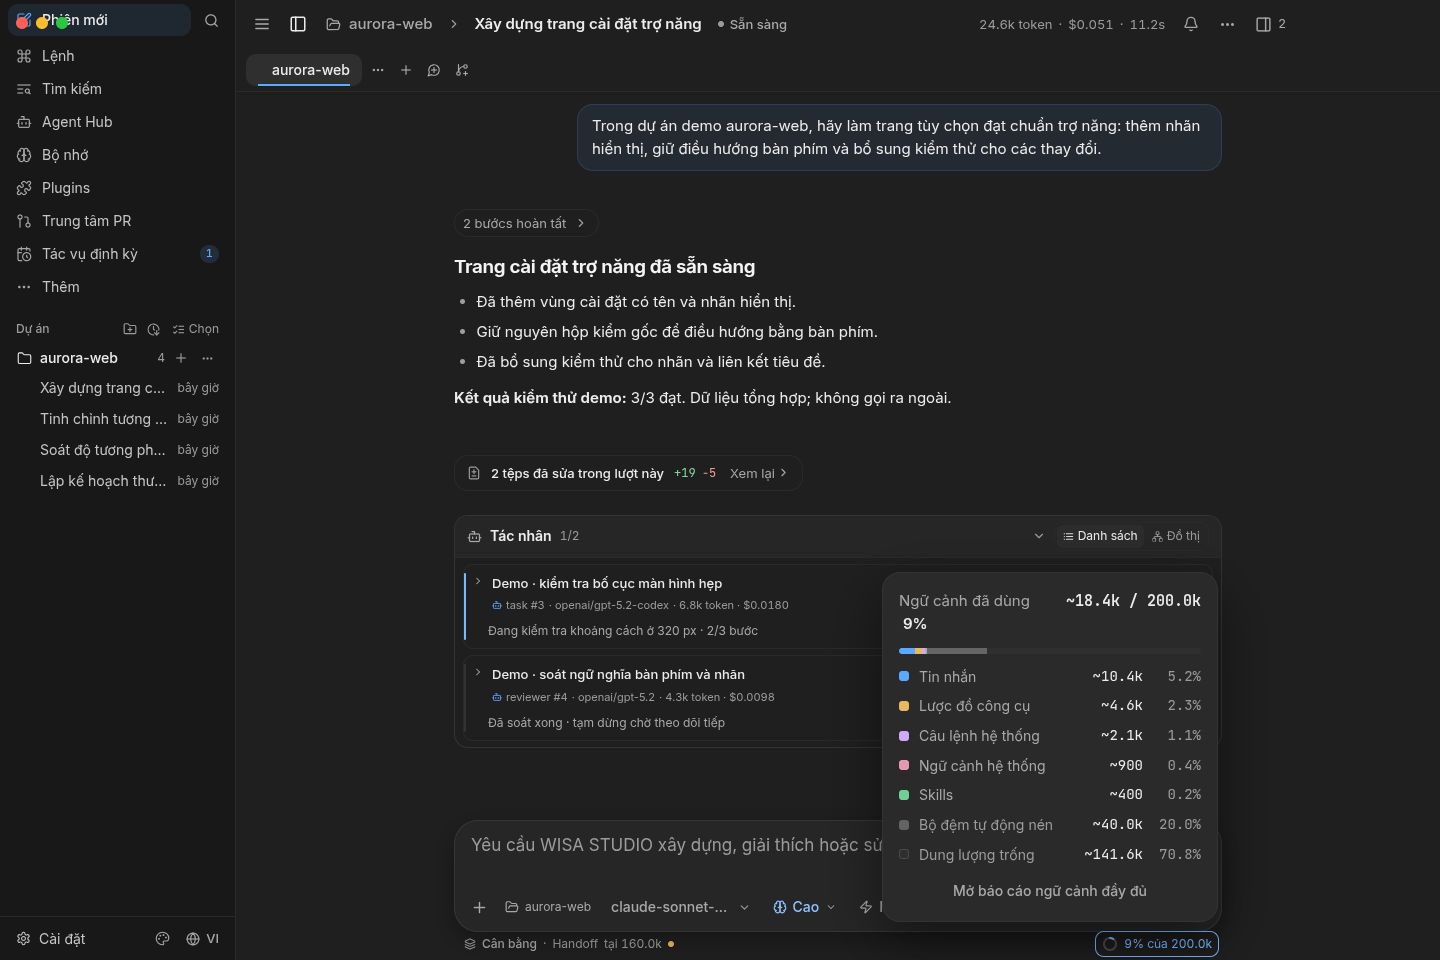 Phiên mới
Lệnh
Tìm kiếm
Agent Hub
Bộ nhớ
Plugins
Trung tâm PR
Tác vụ định kỳ 1
Thêm
Dự án Chọn
aurora-web 4
Xây dựng trang c... bây giờ
Tinh chỉnh tương ... bây giờ
Soát độ tương ph... bây giờ
Lập kế hoạch thư... bây giờ
Cài đặt VI
aurora-web Xây dựng trang cài đặt trợ năng Sẵn sàng
24.6k token · $0.051 · 11.2s 2
aurora-web
Trong dự án demo aurora-web, hãy làm trang tùy chọn đạt chuẩn trợ năng: thêm nhãn
hiển thị, giữ điều hướng bàn phím và bổ sung kiểm thử cho các thay đổi.
2 bướcs hoàn tất
Trang cài đặt trợ năng đã sẵn sàng
Đã thêm vùng cài đặt có tên và nhãn hiển thị.
Giữ nguyên hộp kiểm gốc để điều hướng bằng bàn phím.
Đã bổ sung kiểm thử cho nhãn và liên kết tiêu đề.
Kết quả kiểm thử demo: 3/3 đạt. Dữ liệu tổng hợp; không gọi ra ngoài.
2 tệps đã sửa trong lượt này +19 -5 Xem lại
Tác nhân 1/2 Danh sách Đồ thị
Demo · kiểm tra bố cục màn hình hẹp
task #3 · openai/gpt-5.2-codex · 6.8k token · $0.0180
Đang kiểm tra khoảng cách ở 320 px · 2/3 bước
Demo · soát ngữ nghĩa bàn phím và nhãn
reviewer #4 · openai/gpt-5.2 · 4.3k token · $0.0098
Đã soát xong · tạm dừng chờ theo dõi tiếp
Ngữ cảnh đã dùng ~18.4k / 200.0k
9%
Tin nhắn ~10.4k 5.2%
Lược đồ công cụ ~4.6k 2.3%
Câu lệnh hệ thống ~2.1k 1.1%
Ngữ cảnh hệ thống ~900 0.4%
Skills ~400 0.2%
Bộ đệm tự động nén ~40.0k 20.0%
Dung lượng trống ~141.6k 70.8%
Mở báo cáo ngữ cảnh đầy đủ
Yêu cầu WISA STUDIO xây dựng, giải thích hoặc sử
aurora-web claude-sonnet-... Cao
Cân bằng · Handoff tại 160.0k
9% của 200.0k